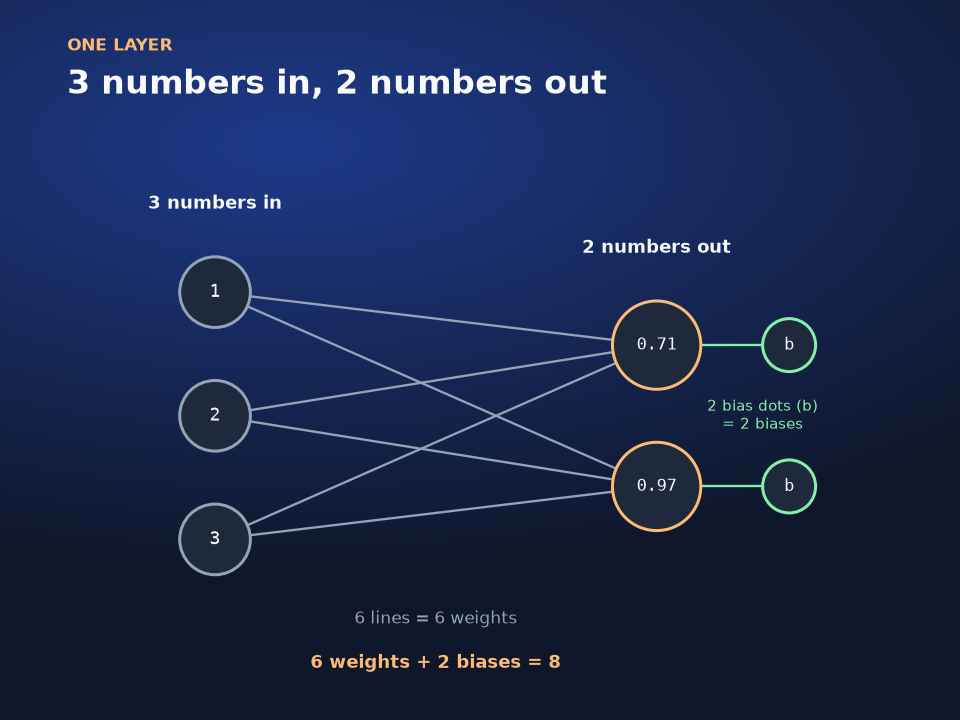 ONE LAYER
3 numbers in, 2 numbers out
3 numbers in
2 numbers out
1
2
3
0.71
b
2 bias dots (b)
= 2 biases
0.97
b
6 lines = 6 weights
6 weights + 2 biases = 8